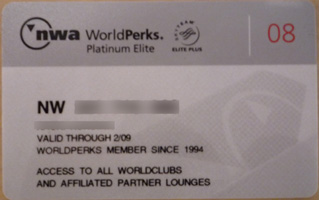 nwa WorldPerks.
Platinum Elite
SKYTEAM
ELITE PLUS
08
NW
VALID THROUGH 2/09
WORLDPERKS MEMBER SINCE 1994
ACCESS TO ALL WORLDCLUBS
AND AFFILIATED PARTNER LOUNGES